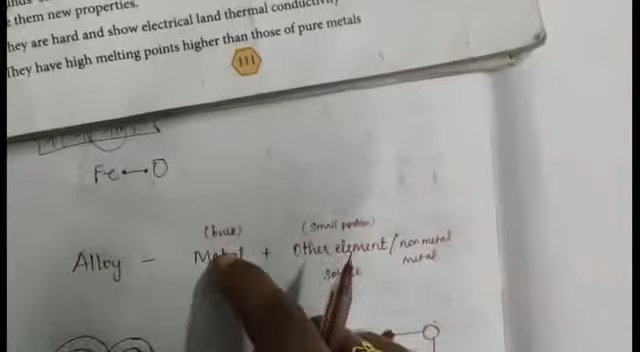 e them new properties.
hey are hard and show electrical land thermal conductivity
They have high melting points higher than those of pure metals
111
Fe O
(base) (small portion)
Alloy - Metal + Other element / non metal
metal